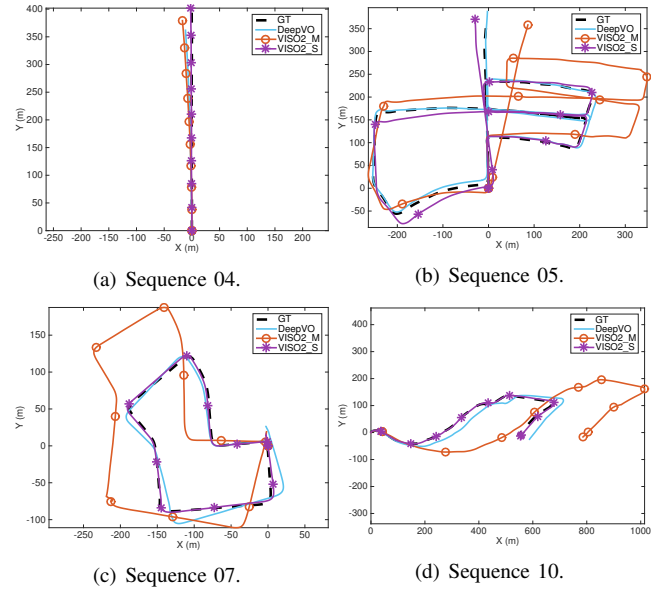 400
350
300
250
200
150
100
50
0
Y (m)
-250 -200 -150 -100 -50 0 50 100 150 200
X (m)
GT
DeepVO
VISO2_M
VISO2_S
(a) Sequence 04.
350
300
250
200
150
100
50
0
-50
Y (m)
-200 -100 0 100 200 300
X (m)
GT
DeepVO
VISO2_M
VISO2_S
(b) Sequence 05.
150
100
50
0
-50
-100
Y (m)
-250 -200 -150 -100 -50 0 50
X (m)
GT
DeepVO
VISO2_M
VISO2_S
(c) Sequence 07.
400
300
200
100
0
-100
-200
-300
Y (m)
0 200 400 600 800 1000
X (m)
GT
DeepVO
VISO2_M
VISO2_S
(d) Sequence 10.